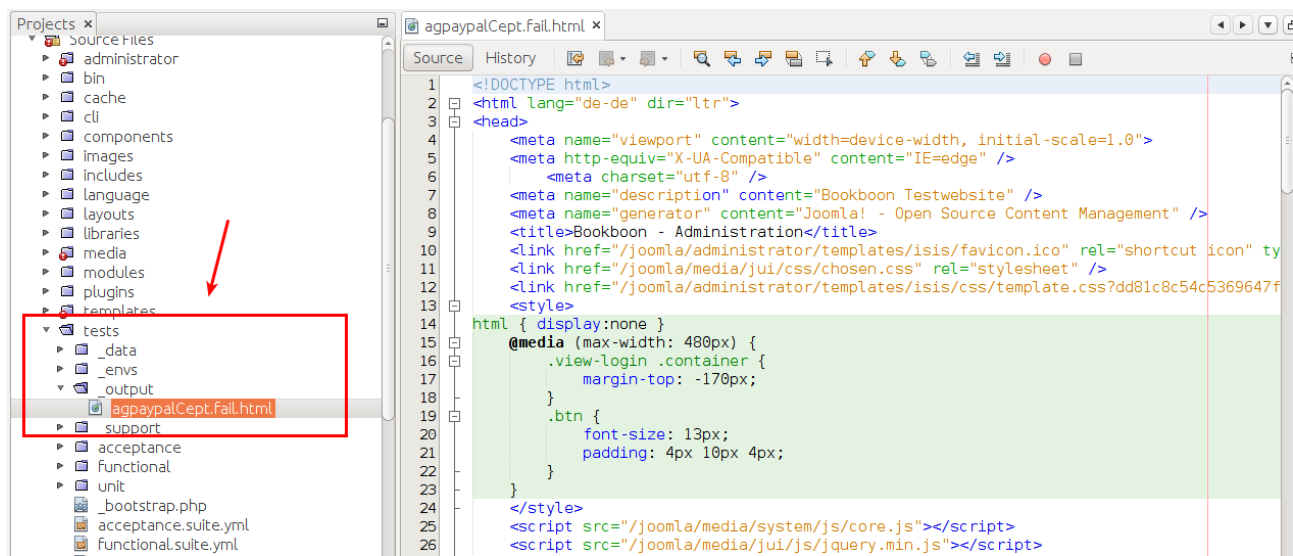 Projects
Source Files
administrator
bin
cache
cli
components
images
includes
language
layouts
libraries
media
modules
plugins
templates
tests
_data
_envs
_output
agpaypalCept.fail.html
_support
acceptance
functional
unit
_bootstrap.php
acceptance.suite.yml
functional.suite.yml
agpaypalCept.fail.html
Source History
1 <!DOCTYPE html>
2 <html lang="de-de" dir="ltr">
3 <head>
4 <meta name="viewport" content="width=device-width, initial-scale=1.0">
5 <meta http-equiv="X-UA-Compatible" content="IE=edge" />
6 <meta charset="utf-8" />
7 <meta name="description" content="Bookboon Testwebsite" />
8 <meta name="generator" content="Joomla! - Open Source Content Management" />
9 <title>Bookboon - Administration</title>
10 <link href="/joomla/administrator/templates/isis/favicon.ico" rel="shortcut icon" ty
11 <link href="/joomla/media/jui/css/chosen.css" rel="stylesheet" />
12 <link href="/joomla/administrator/templates/isis/css/template.css?dd81c8c54c5369647f
13 <style>
14 html { display:none }
15 @media (max-width: 480px) {
16 .view-login .container {
17 margin-top: -170px;
18 }
19 .btn {
20 font-size: 13px;
21 padding: 4px 10px 4px;
22 }
23 }
24 </style>
25 <script src="/joomla/media/system/js/core.js"></script>
26 <script src="/joomla/media/jui/js/jquery.min.js"></script>